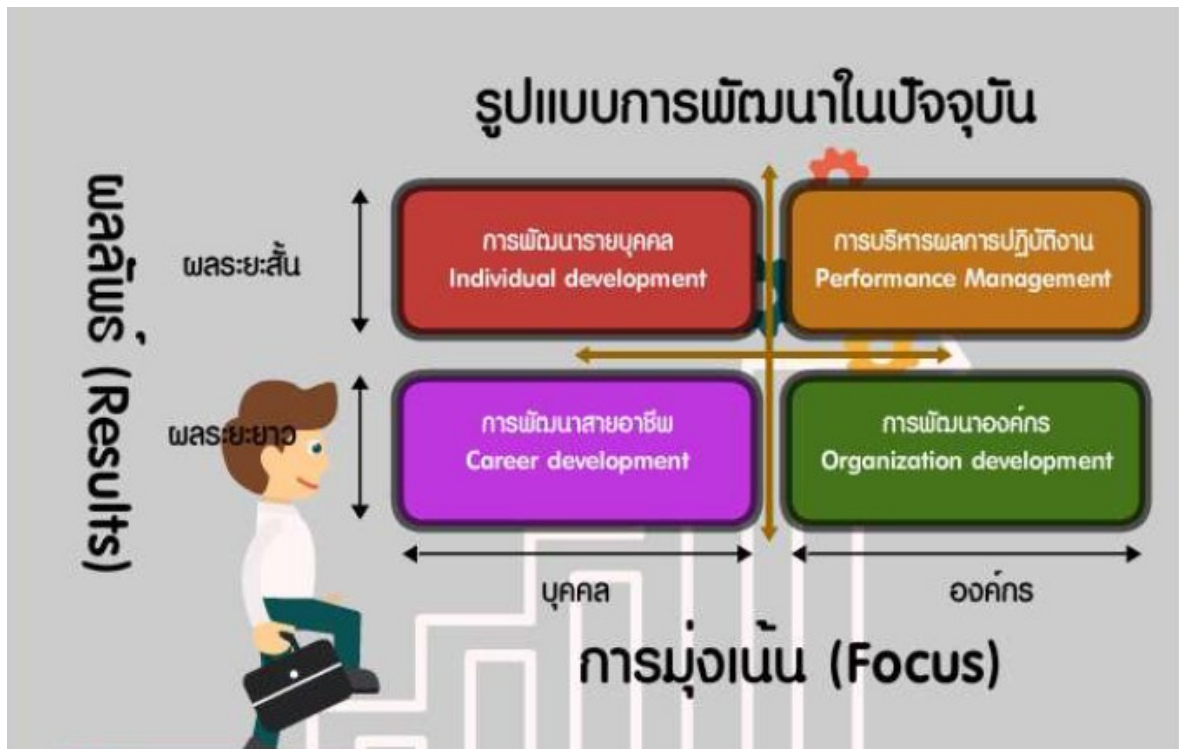 รูปแบบการพัฒนาในปัจจุบัน
ผลลัพธ์ (Results)
ผลระยะสั้น
การพัฒนารายบุคคล
Individual development
การบริหารผลการปฏิบัติงาน
Performance Management
ผลระยะยาว
การพัฒนาสายอาชีพ
Career development
การพัฒนาองค์กร
Organization development
บุคคล
องค์กร
การมุ่งเน้น (Focus)